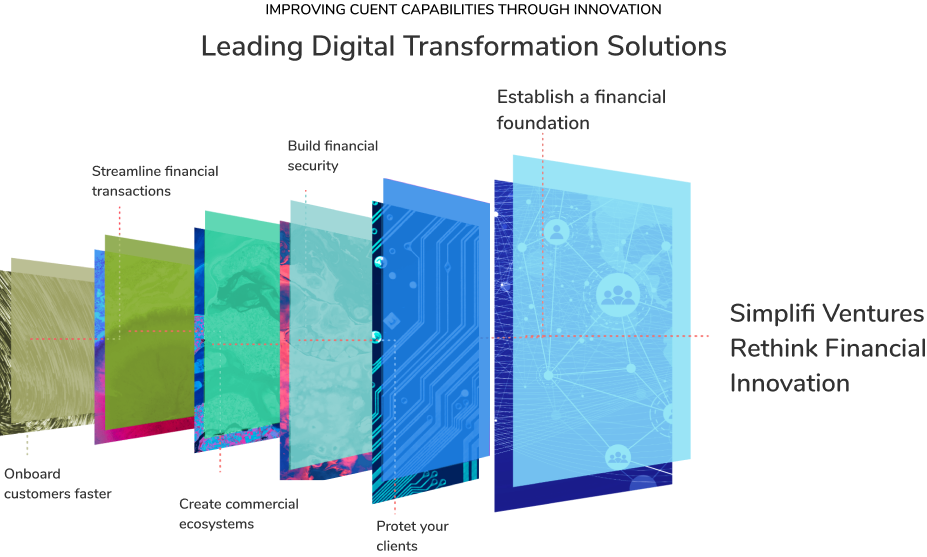 IMPROVING CUENT CAPABILITIES THROUGH INNOVATION
Leading Digital Transformation Solutions
Establish a financial
foundation
Build financial
security
Streamline financial
transactions
Simplifi Ventures
Rethink Financial
Innovation
Onboard
customers faster
Create commercial
ecosystems
Protet your
clients